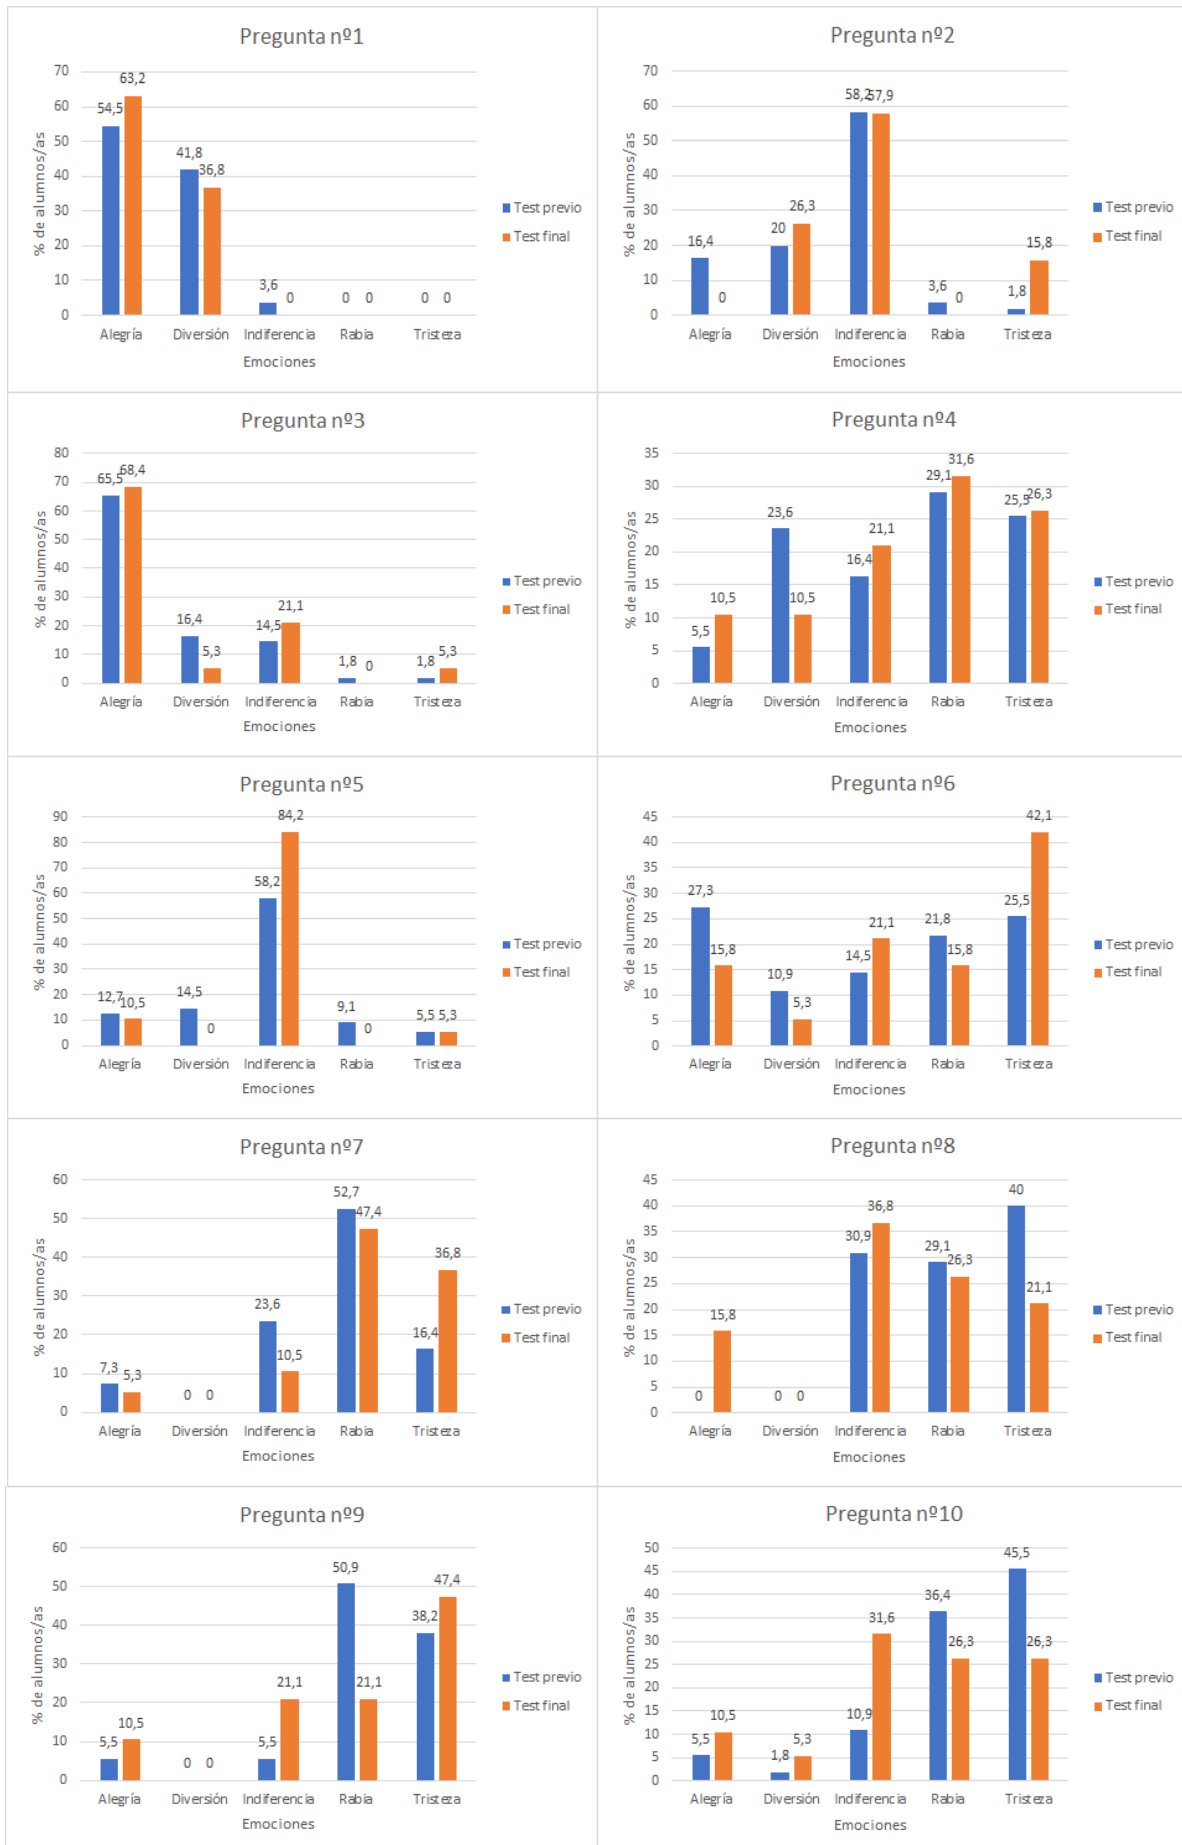 Pregunta nº1
% de alumnos/as
70
60
50
40
30
20
10
0
54,5
63,2
41,8
36,8
3,6
0
0
0
0
0
Alegría
Diversión
Indiferencia
Rabia
Tristeza
Emociones
Test previo
Test final
Pregunta nº2
% de alumnos/as
70
60
50
40
30
20
10
0
16,4
0
20
26,3
58,2
57,9
3,6
0
1,8
15,8
Alegría
Diversión
Indiferencia
Rabia
Tristeza
Emociones
Test previo
Test final
Pregunta nº3
% de alumnos/as
80
70
60
50
40
30
20
10
0
65,5
68,4
16,4
5,3
14,5
21,1
1,8
0
1,8
5,3
Alegría
Diversión
Indiferencia
Rabia
Tristeza
Emociones
Test previo
Test final
Pregunta nº4
% de alumnos/as
35
30
25
20
15
10
5
0
5,5
10,5
23,6
10,5
16,4
21,1
29,1
31,6
25,5
26,3
Alegría
Diversión
Indiferencia
Rabia
Tristeza
Emociones
Test previo
Test final
Pregunta nº5
% de alumnos/as
90
80
70
60
50
40
30
20
10
0
12,7
10,5
14,5
0
58,2
84,2
9,1
0
5,5
5,3
Alegría
Diversión
Indiferencia
Rabia
Tristeza
Emociones
Test previo
Test final
Pregunta nº6
% de alumnos/as
45
40
35
30
25
20
15
10
5
0
27,3
15,8
10,9
5,3
14,5
21,1
21,8
15,8
25,5
42,1
Alegría
Diversión
Indiferencia
Rabia
Tristeza
Emociones
Test previo
Test final
Pregunta nº7
% de alumnos/as
60
50
40
30
20
10
0
7,3
5,3
0
0
23,6
10,5
52,7
47,4
16,4
36,8
Alegría
Diversión
Indiferencia
Rabia
Tristeza
Emociones
Test previo
Test final
Pregunta nº8
% de alumnos/as
45
40
35
30
25
20
15
10
5
0
0
15,8
0
0
30,9
36,8
29,1
26,3
40
21,1
Alegría
Diversión
Indiferencia
Rabia
Tristeza
Emociones
Test previo
Test final
Pregunta nº9
% de alumnos/as
60
50
40
30
20
10
0
5,5
10,5
0
0
5,5
21,1
50,9
21,1
38,2
47,4
Alegría
Diversión
Indiferencia
Rabia
Tristeza
Emociones
Test previo
Test final
Pregunta nº10
% de alumnos/as
50
45
40
35
30
25
20
15
10
5
0
5,5
10,5
1,8
5,3
10,9
31,6
36,4
26,3
45,5
26,3
Alegría
Diversión
Indiferencia
Rabia
Tristeza
Emociones
Test previo
Test final